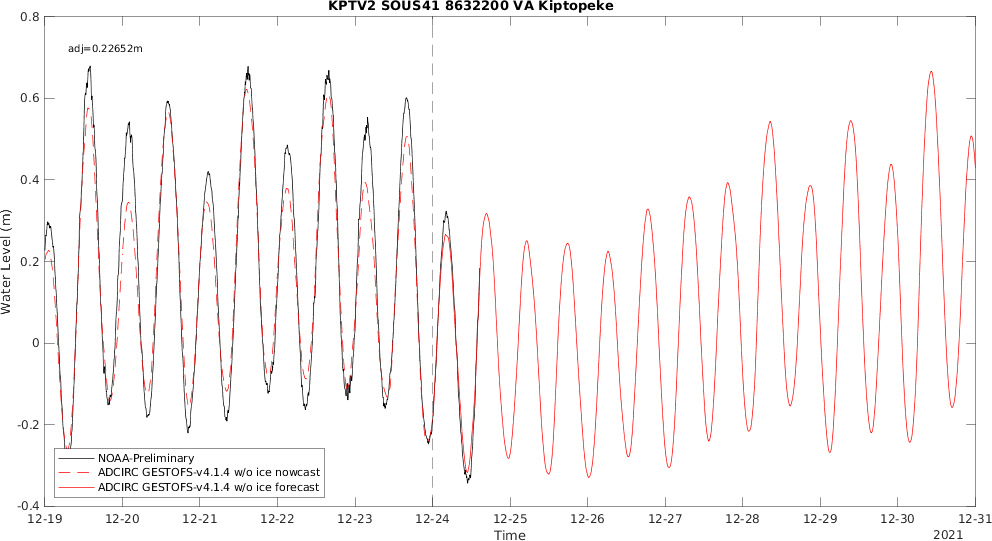 KPTV2 SOUS41 8632200 VA Kiptopeke
adj=0.22652m
0.8
0.6
0.4
0.2
0
-0.2
-0.4
Water Level (m)
NOAA-Preliminary
ADCIRC GESTOFS-v4.1.4 w/o ice nowcast
ADCIRC GESTOFS-v4.1.4 w/o ice forecast
12-19 12-20 12-21 12-22 12-23 12-24 12-25 12-26 12-27 12-28 12-29 12-30 12-31
Time
2021